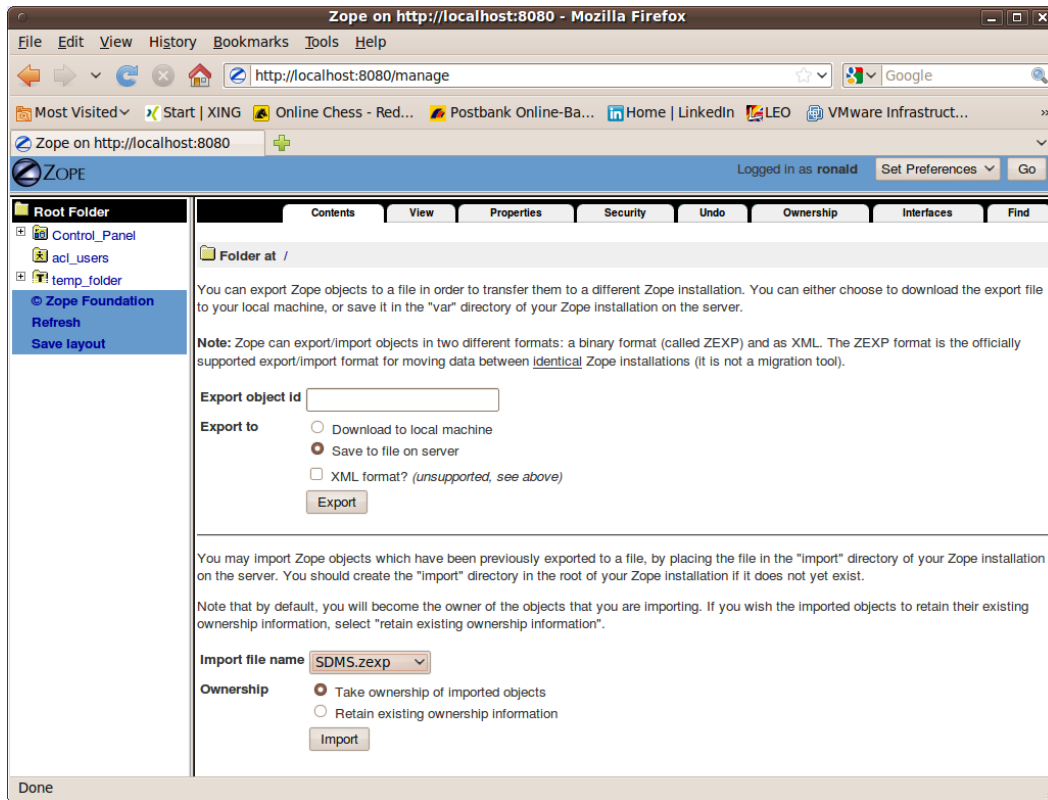 Zope on http://localhost:8080 - Mozilla Firefox
File Edit View History Bookmarks Tools Help
http://localhost:8080/manage Google
Most Visited Start | XING Online Chess - Red... Postbank Online-Ba... Home | LinkedIn LEO VMware Infrastruct... »
Zope on http://localhost:8080
ZOPE Logged in as ronald Set Preferences Go
Root Folder
Control_Panel
acl_users
temp_folder
© Zope Foundation
Refresh
Save layout
Contents View Properties Security Undo Ownership Interfaces Find
Folder at /
You can export Zope objects to a file in order to transfer them to a different Zope installation. You can either choose to download the export file
to your local machine, or save it in the "var" directory of your Zope installation on the server.
Note: Zope can export/import objects in two different formats: a binary format (called ZEXP) and as XML. The ZEXP format is the officially
supported export/import format for moving data between identical Zope installations (it is not a migration tool).
Export object id
Export to Download to local machine
Save to file on server
XML format? (unsupported, see above)
Export
You may import Zope objects which have been previously exported to a file, by placing the file in the "import" directory of your Zope installation
on the server. You should create the "import" directory in the root of your Zope installation if it does not yet exist.
Note that by default, you will become the owner of the objects that you are importing. If you wish the imported objects to retain their existing
ownership information, select "retain existing ownership information".
Import file name SDMS.zexp
Ownership Take ownership of imported objects
Retain existing ownership information
Import
Done